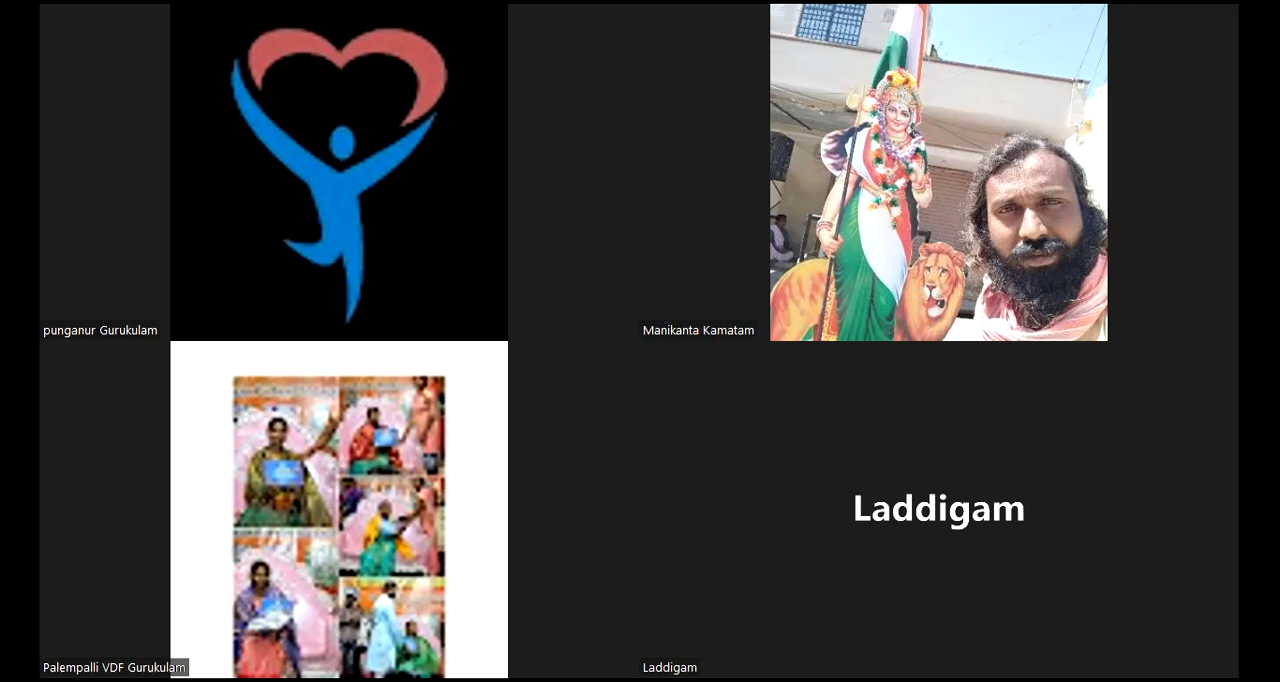 punganur Gurukulam
Manikanta Kamatam
Laddigam
Palempalli VDF Gurukulam
Laddigam